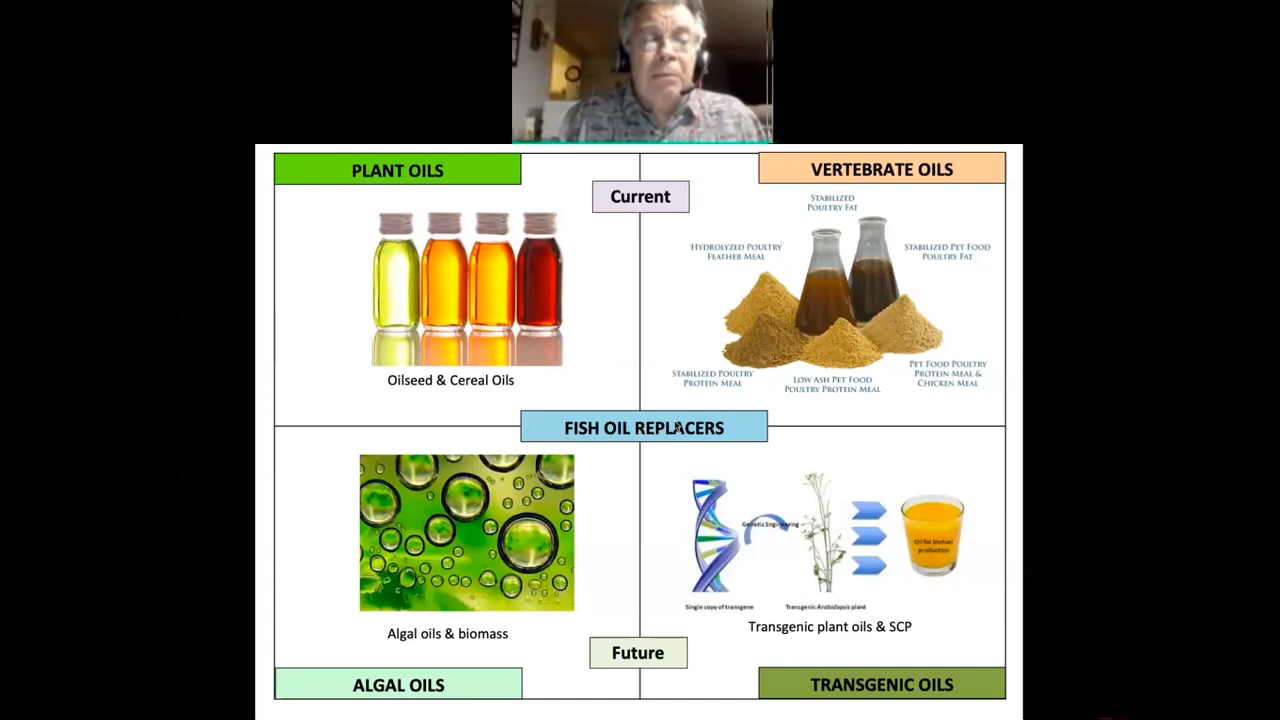 PLANT OILS
VERTEBRATE OILS
Current
STABILIZED
POULTRY FAT
HYDROLYZED POULTRY
FEATHER MEAL
STABILIZED PET FOOD
POULTRY FAT
STABILIZED POULTRY
PROTEIN MEAL
LOW ASH PET FOOD
POULTRY PROTEIN MEAL
PET FOOD POULTRY
PROTEIN MEAL &
CHICKEN MEAL
Oilseed & Cereal Oils
FISH OIL REPLACERS
Genetic Engineering
Oil for biofuel
production
Single copy of transgene
Transgenic Arabidopsis plant
Algal oils & biomass
Transgenic plant oils & SCP
Future
ALGAL OILS
TRANSGENIC OILS